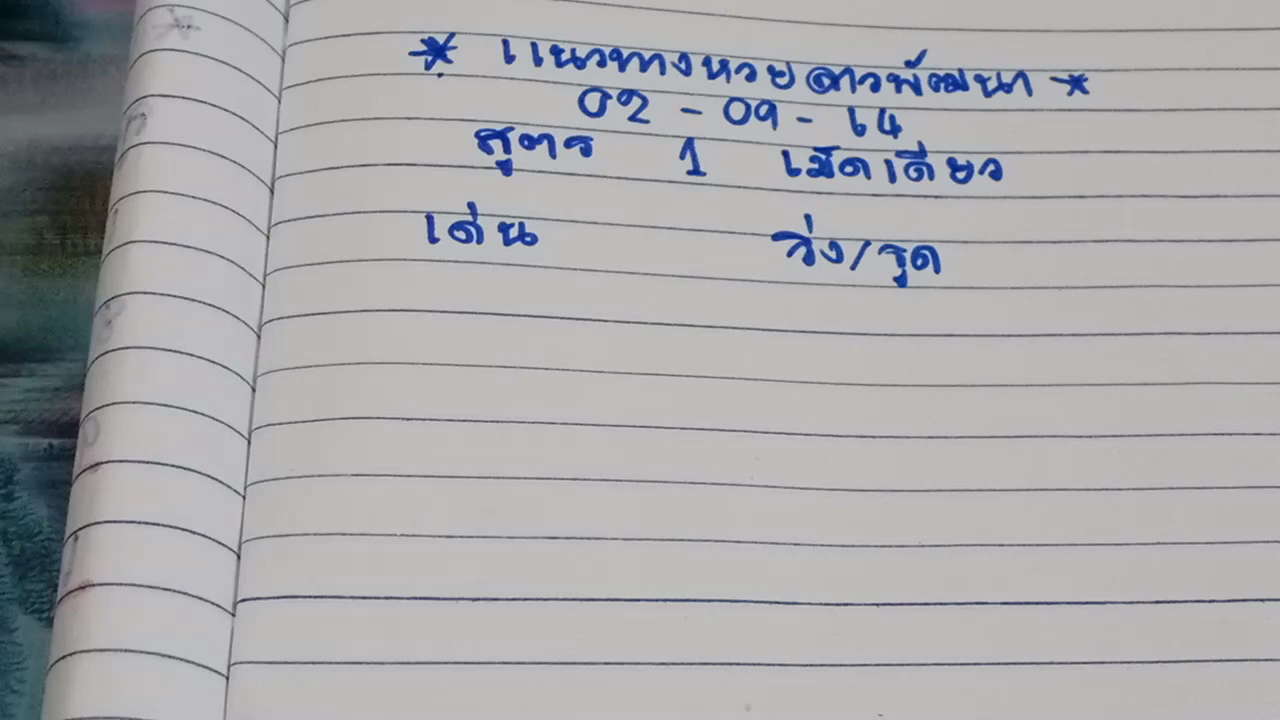 * แนวทางหวยลาวพัฒนา *
02 - 09 - 64
สูตร 1 เม็ดเดียว
เด่น วิ่ง/รูด